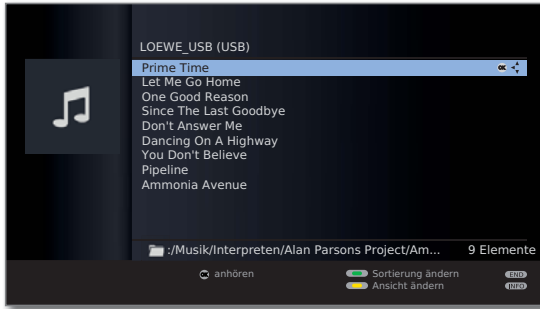 LOEWE_USB (USB)
Prime Time OK
Let Me Go Home
One Good Reason
Since The Last Goodbye
Don't Answer Me
Dancing On A Highway
You Don't Believe
Pipeline
Ammonia Avenue
:/Musik/Interpreten/Alan Parsons Project/Am... 9 Elemente
OK anhören Sortierung ändern END
Ansicht ändern INFO